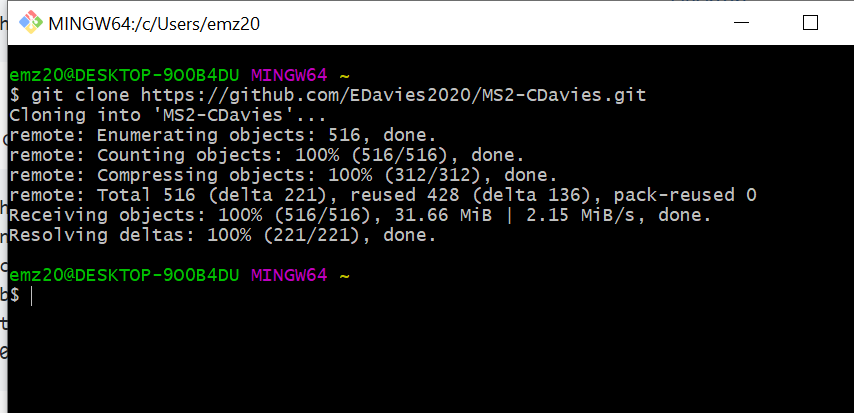 MINGW64:/c/Users/emz20
emz20@DESKTOP-9OOB4DU MINGW64 ~
$ git clone https://github.com/EDavies2020/MS2-CDavies.git
Cloning into 'MS2-CDavies'...
remote: Enumerating objects: 516, done.
remote: Counting objects: 100% (516/516), done.
remote: Compressing objects: 100% (312/312), done.
remote: Total 516 (delta 221), reused 428 (delta 136), pack-reused 0
Receiving objects: 100% (516/516), 31.66 MiB | 2.15 MiB/s, done.
Resolving deltas: 100% (221/221), done.
emz20@DESKTOP-9OOB4DU MINGW64 ~
$